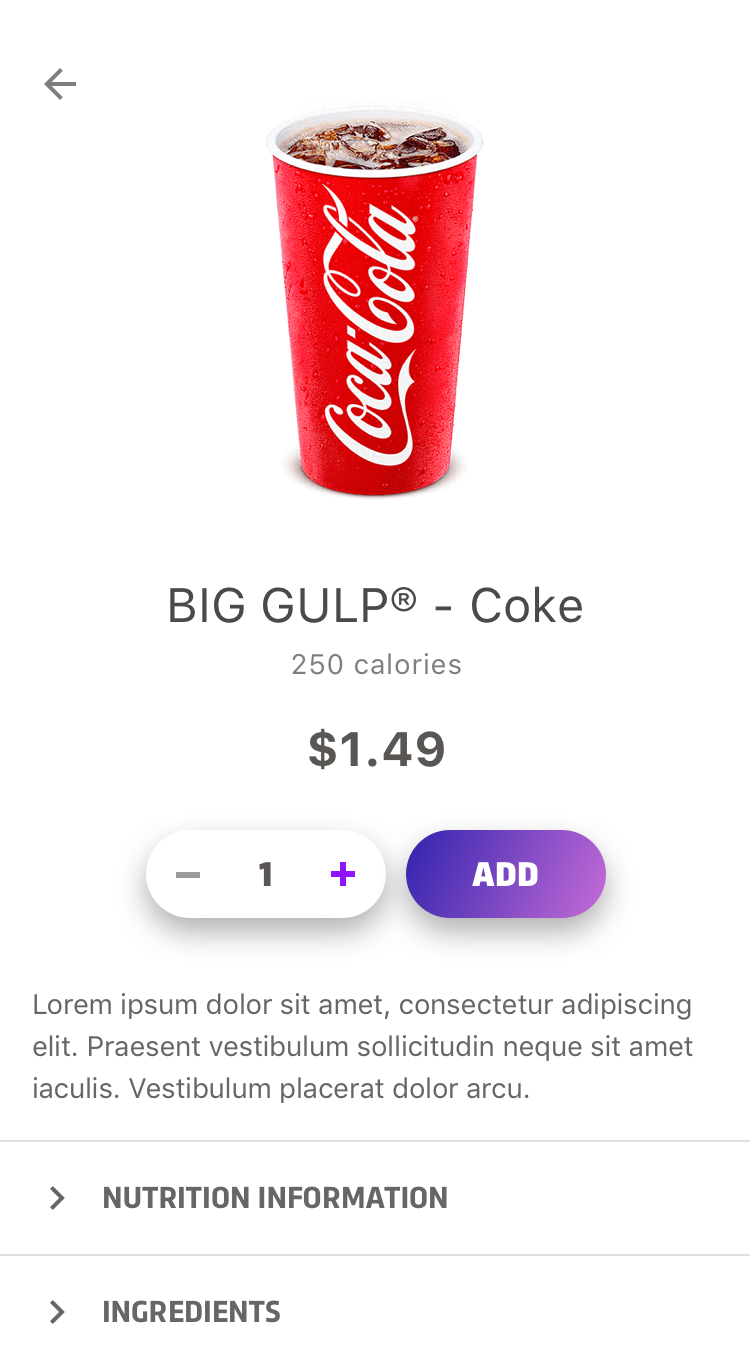 Coca-Cola
BIG GULP® - Coke
250 calories
$1.49
1
ADD
Lorem ipsum dolor sit amet, consectetur adipiscing
elit. Praesent vestibulum sollicitudin neque sit amet
iaculis. Vestibulum placerat dolor arcu.
NUTRITION INFORMATION
INGREDIENTS